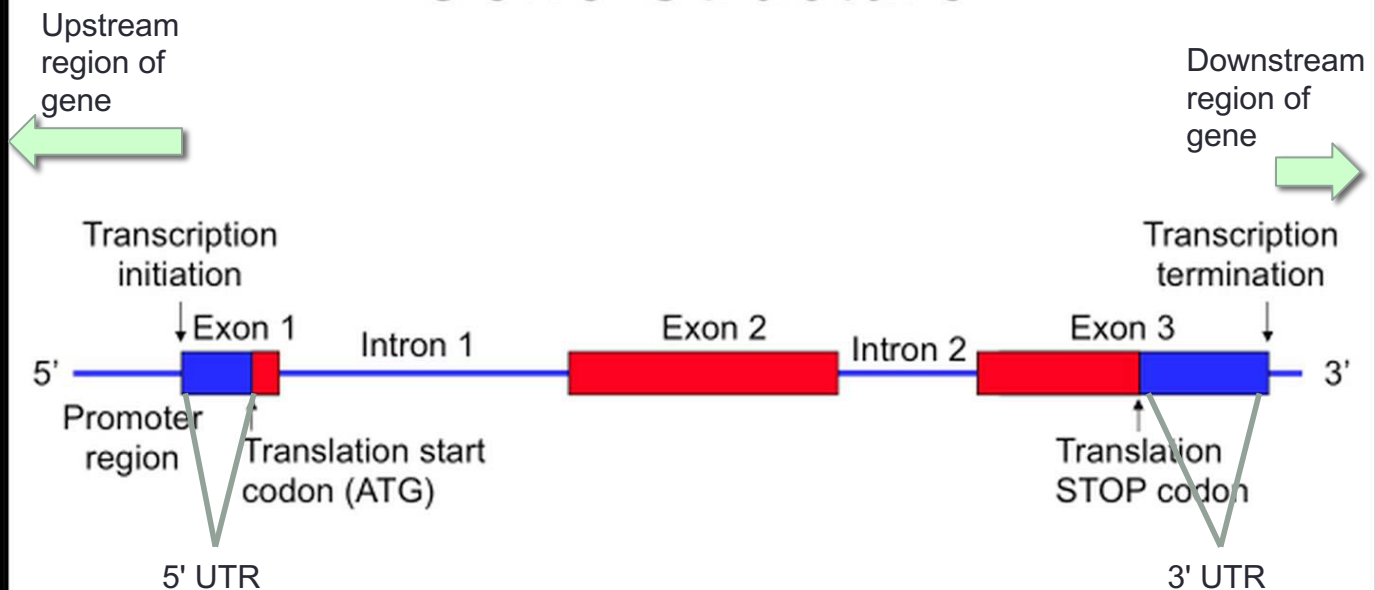 Upstream
region of
gene
Downstream
region of
gene
Transcription
initiation
Transcription
termination
Exon 1
Intron 1
Exon 2
Intron 2
Exon 3
5’
3’
Promoter
region
Translation start
codon (ATG)
Translation
STOP codon
5' UTR
3' UTR